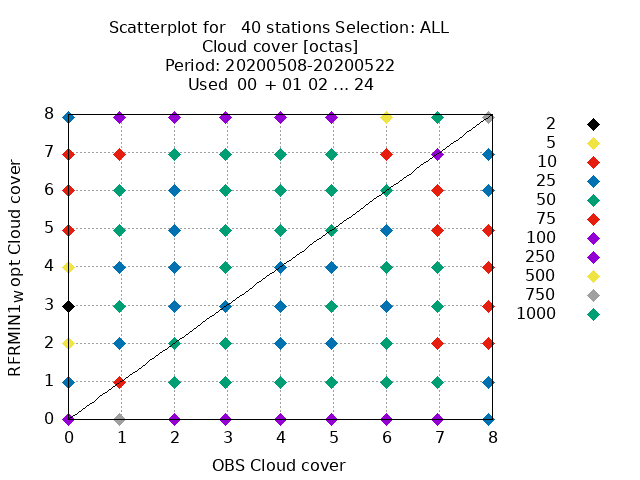 Scatterplot for 40 stations Selection: ALL
Cloud cover [octas]
Period: 20200508-20200522
Used 00 + 01 02 ... 24
8
7
6
5
4
3
2
1
0
RFRMIN1_W opt Cloud cover
0 1 2 3 4 5 6 7 8
OBS Cloud cover
2
5
10
25
50
75
100
250
500
750
1000